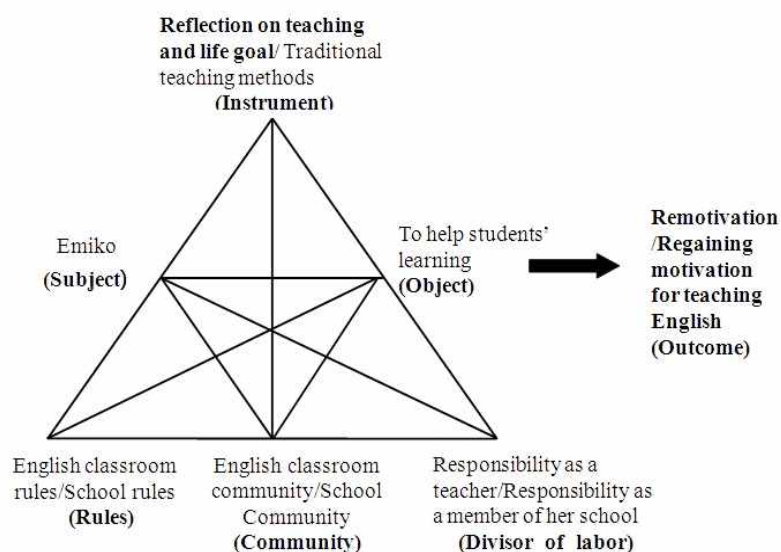 Reflection on teaching
and life goal/ Traditional
teaching methods
(Instrument)
Emiko
(Subject)
To help students’
learning
(Object)
Remotivation
/Regaining
motivation
for teaching
English
(Outcome)
English classroom
rules/School rules
(Rules)
English classroom
community/School
Community
(Community)
Responsibility as a
teacher/Responsibility as
a member of her school
(Divisor of labor)